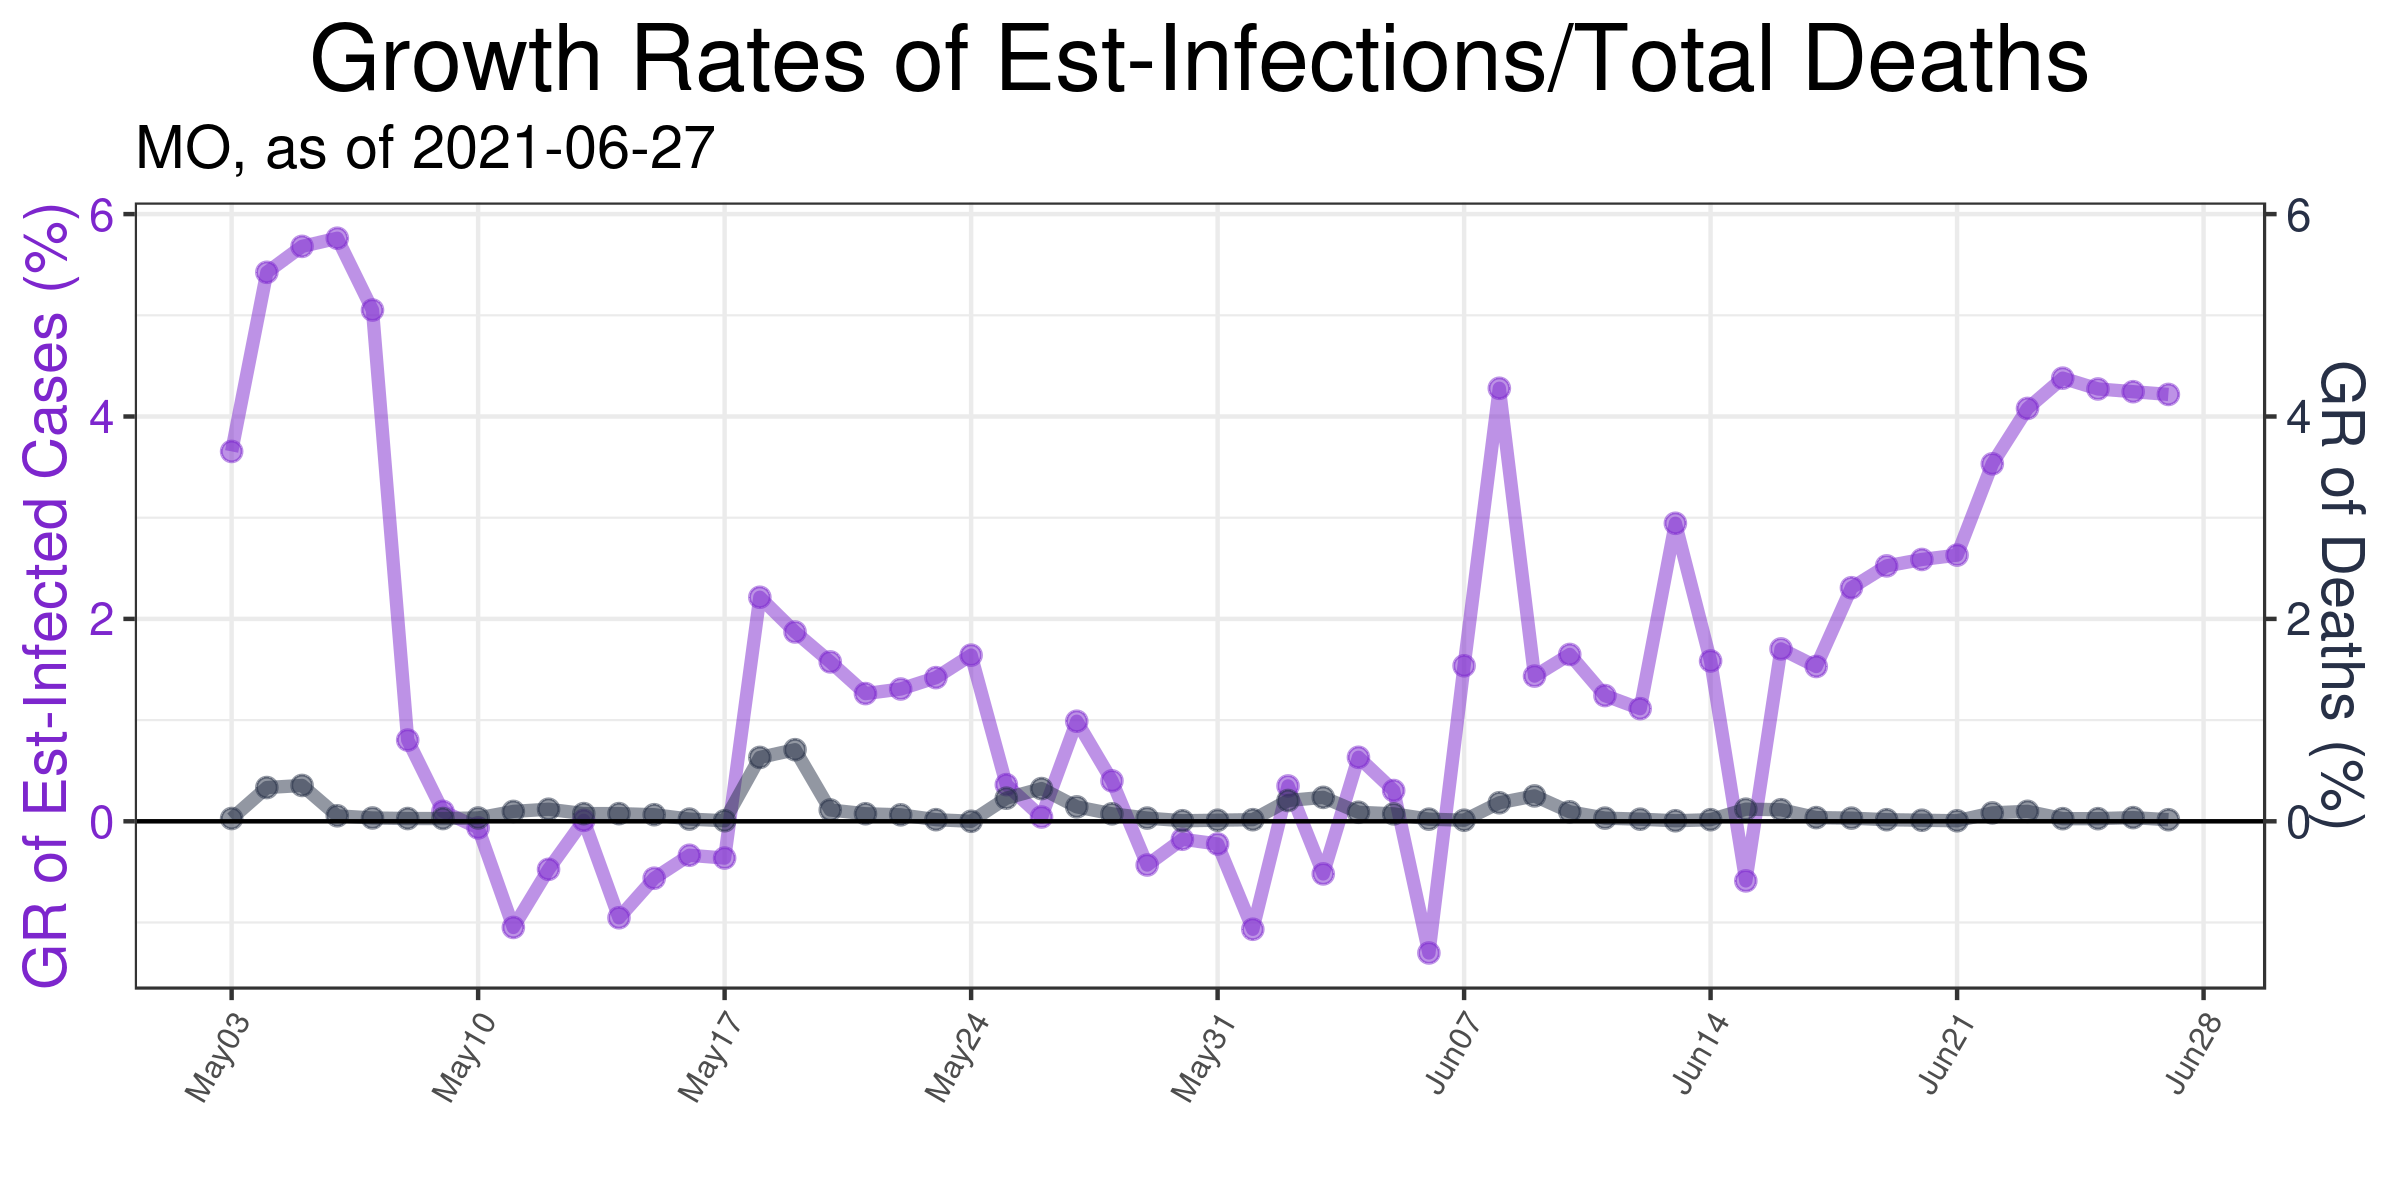 Growth Rates of Est-Infections/Total Deaths
MO, as of 2021-06-27
GR of Est-Infected Cases (%)
6
4
2
0
6
4
2
0
GR of Deaths (%)
May03
May10
May17
May24
May31
Jun07
Jun14
Jun21
Jun28